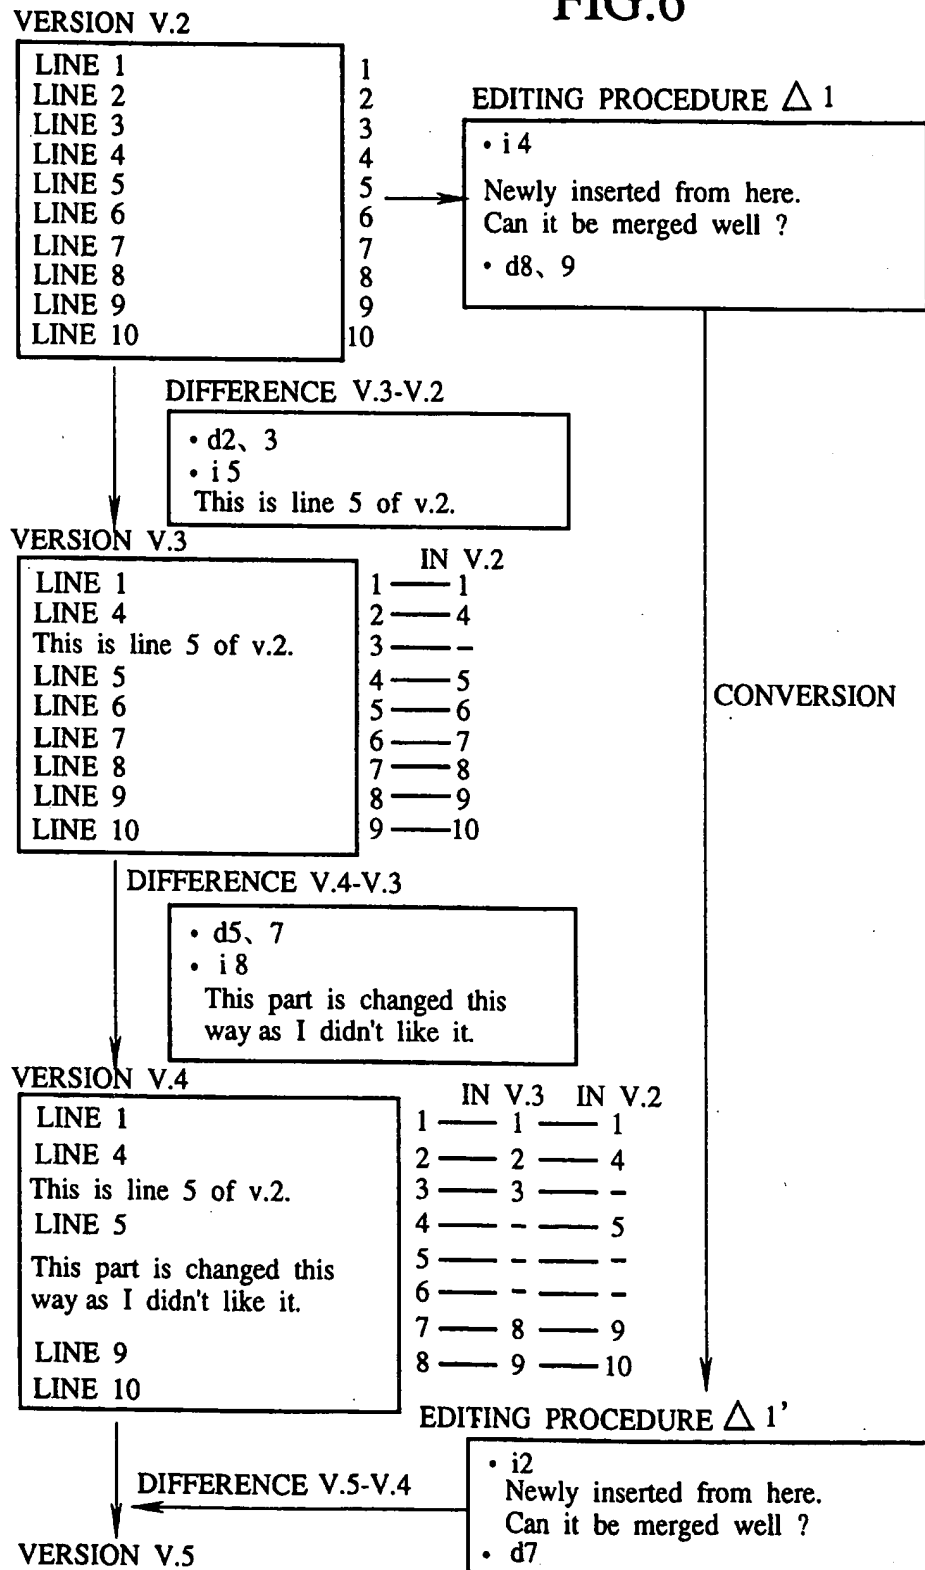 FIG.6
VERSION V.2
LINE 1 1
LINE 2 2
LINE 3 3
LINE 4 4
LINE 5 5
LINE 6 6
LINE 7 7
LINE 8 8
LINE 9 9
LINE 10 10
EDITING PROCEDURE △ 1
• i 4
Newly inserted from here.
Can it be merged well ?
• d8、9
DIFFERENCE V.3-V.2
• d2、3
• i 5
This is line 5 of v.2.
VERSION V.3
IN V.2
LINE 1 1 — 1
LINE 4 2 — 4
This is line 5 of v.2. 3 — -
LINE 5 4 — 5
LINE 6 5 — 6
LINE 7 6 — 7
LINE 8 7 — 8
LINE 9 8 — 9
LINE 10 9 — 10
CONVERSION
DIFFERENCE V.4-V.3
• d5、7
• i 8
This part is changed this
way as I didn't like it.
VERSION V.4
IN V.3 IN V.2
LINE 1 1 — 1 — 1
LINE 4 2 — 2 — 4
This is line 5 of v.2. 3 — 3 — -
LINE 5 4 — - — 5
This part is changed this 5 — - — -
way as I didn't like it. 6 — - — -
LINE 9 7 — 8 — 9
LINE 10 8 — 9 — 10
EDITING PROCEDURE △ 1'
• i2
Newly inserted from here.
Can it be merged well ?
• d7
DIFFERENCE V.5-V.4
VERSION V.5